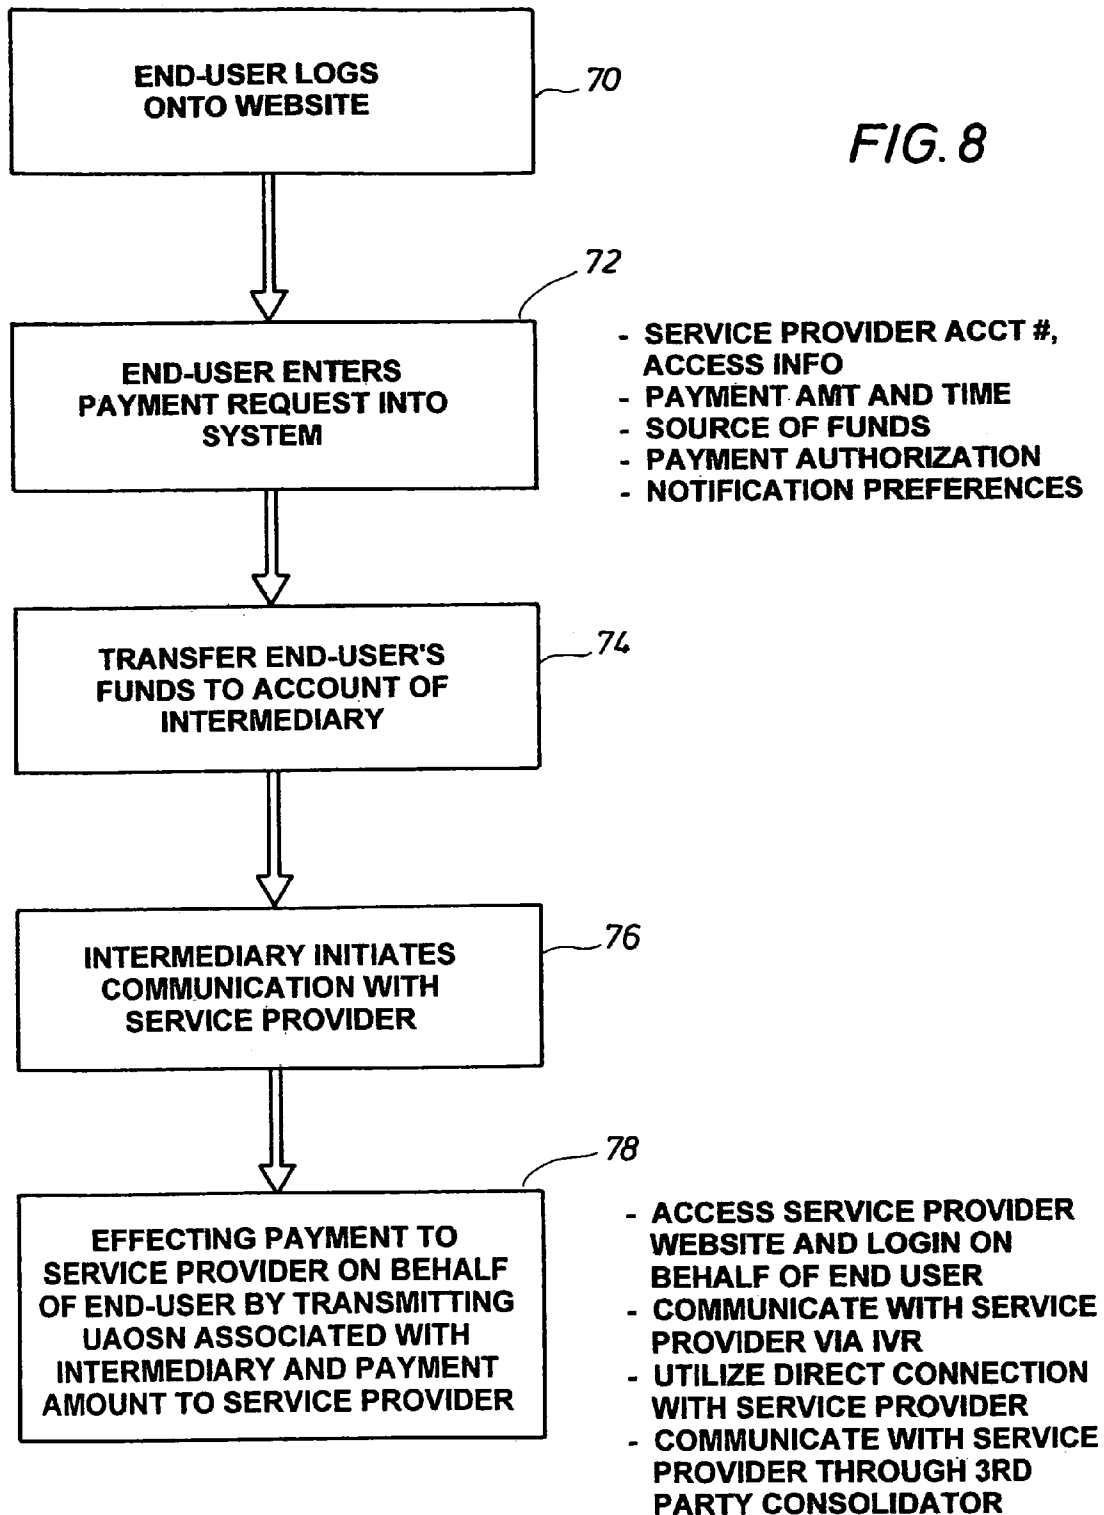 END-USER LOGS
ONTO WEBSITE
70
FIG. 8
72
END-USER ENTERS
PAYMENT REQUEST INTO
SYSTEM
- SERVICE PROVIDER ACCT #,
ACCESS INFO
- PAYMENT AMT AND TIME
- SOURCE OF FUNDS
- PAYMENT AUTHORIZATION
- NOTIFICATION PREFERENCES
TRANSFER END-USER'S
FUNDS TO ACCOUNT OF
INTERMEDIARY
74
INTERMEDIARY INITIATES
COMMUNICATION WITH
SERVICE PROVIDER
76
78
EFFECTING PAYMENT TO
SERVICE PROVIDER ON BEHALF
OF END-USER BY TRANSMITTING
UAOSN ASSOCIATED WITH
INTERMEDIARY AND PAYMENT
AMOUNT TO SERVICE PROVIDER
- ACCESS SERVICE PROVIDER
WEBSITE AND LOGIN ON
BEHALF OF END USER
- COMMUNICATE WITH SERVICE
PROVIDER VIA IVR
- UTILIZE DIRECT CONNECTION
WITH SERVICE PROVIDER
- COMMUNICATE WITH SERVICE
PROVIDER THROUGH 3RD
PARTY CONSOLIDATOR